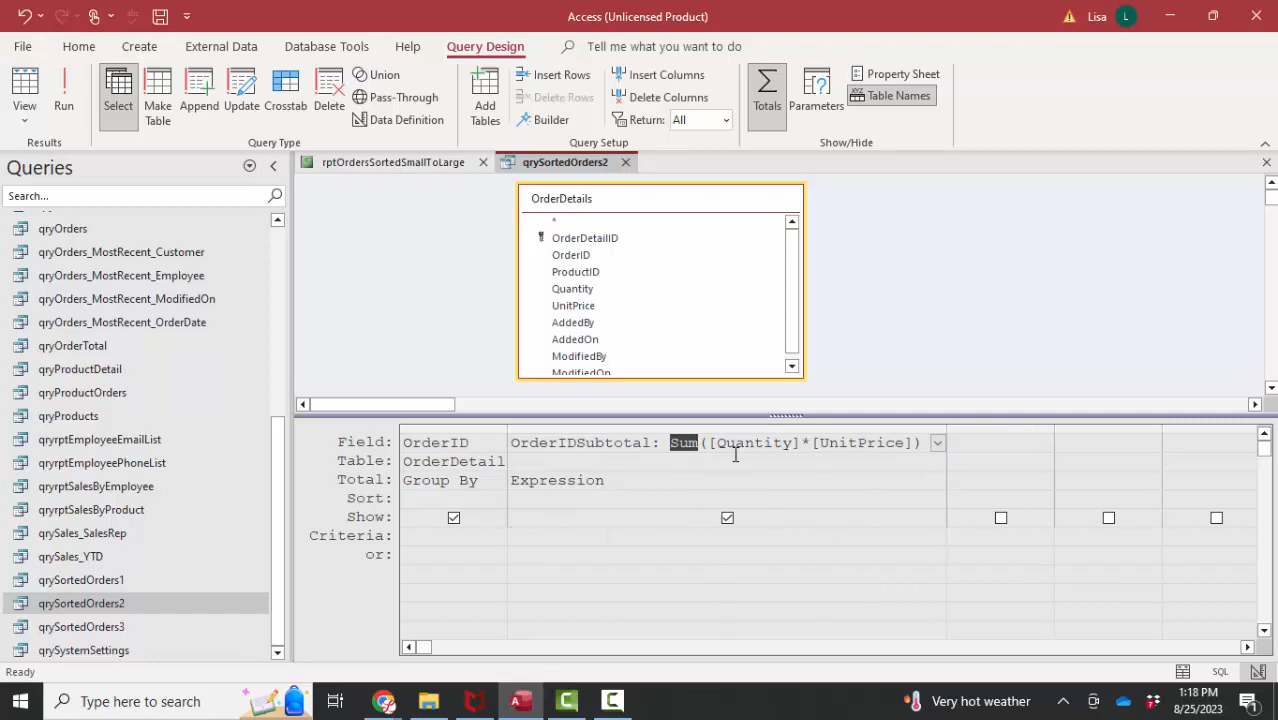 Access (Unlicensed Product)
Lisa
L
File
Home
Create
External Data
Database Tools
Help
Query Design
Tell me what you want to do
View
Run
Select
Make Table
Append
Update
Crosstab
Delete
Union
Pass-Through
Data Definition
Add Tables
Insert Rows
Delete Rows
Builder
Insert Columns
Delete Columns
Return: All
Totals
Parameters
Property Sheet
Table Names
Results
Query Type
Query Setup
Show/Hide
Queries
rptOrdersSortedSmallToLarge
qrySortedOrders2
Search...
qryOrders
qryOrders_MostRecent_Customer
qryOrders_MostRecent_Employee
qryOrders_MostRecent_ModifiedOn
qryOrders_MostRecent_OrderDate
qryOrderTotal
qryProductDetail
qryProductOrders
qryProducts
qryrptEmployeeEmailList
qryrptEmployeePhoneList
qryrptSalesByEmployee
qryrptSalesByProduct
qrySales_SalesRep
qrySales_YTD
qrySortedOrders1
qrySortedOrders2
qrySortedOrders3
qrySystemSettings
OrderDetails
*
OrderDetailID
OrderID
ProductID
Quantity
UnitPrice
AddedBy
AddedOn
ModifiedBy
ModifiedOn
Field: OrderID OrderIDSubtotal: Sum([Quantity]*[UnitPrice])
Table: OrderDetail
Total: Group By Expression
Sort:
Show:
Criteria:
or:
Ready
SQL
Type here to search
Very hot weather
1:18 PM
8/25/2023
1